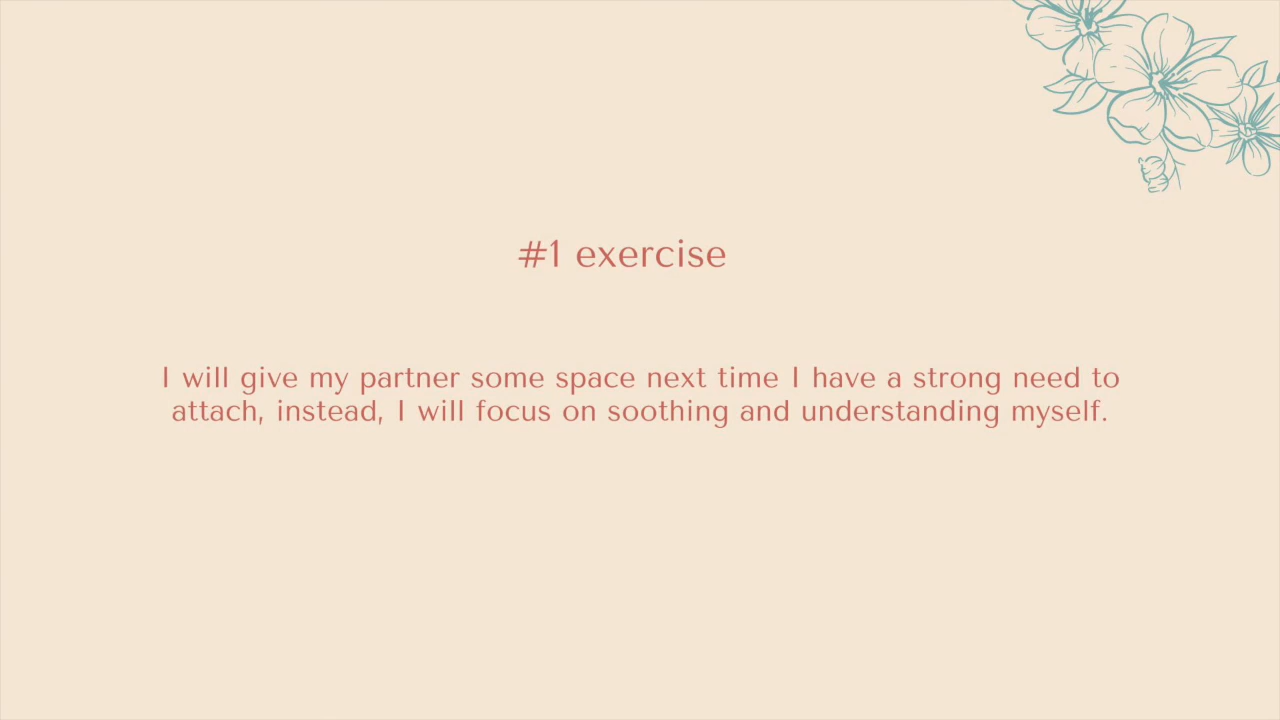 #1 exercise
I will give my partner some space next time I have a strong need to
attach, instead, I will focus on soothing and understanding myself.